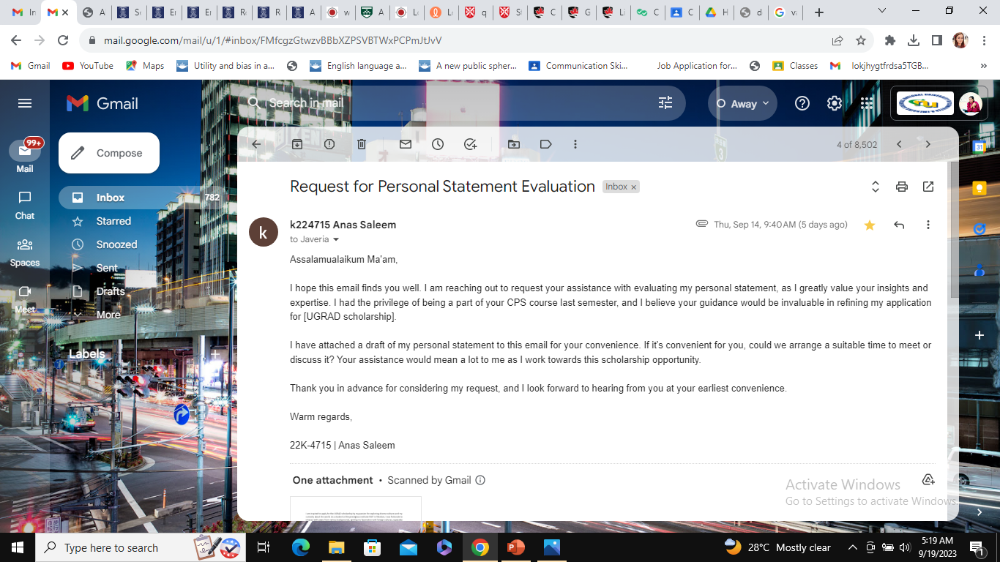 mail.google.com/mail/u/1/#inbox/FMfcgzGtwzvBBbXZPSVBTWxPCPmJtJvV
Gmail
YouTube
Maps
Utility and bias in a...
English language a...
A new public spher...
Communication Ski...
Job Application for...
Classes
lokjhygtfrdsa5TGB...
»
Gmail
Search in mail
Away
99+
Mail
Chat
Spaces
Meet
Compose
Inbox 782
Starred
Snoozed
Sent
Drafts
More
Labels
4 of 8,502
Request for Personal Statement Evaluation
Inbox ×
k
k224715 Anas Saleem
Thu, Sep 14, 9:40 AM (5 days ago)
to Javeria
Assalamualaikum Ma'am,
I hope this email finds you well. I am reaching out to request your assistance with evaluating my personal statement, as I greatly value your insights and
expertise. I had the privilege of being a part of your CPS course last semester, and I believe your guidance would be invaluable in refining my application
for [UGRAD scholarship].
I have attached a draft of my personal statement to this email for your convenience. If it's convenient for you, could we arrange a suitable time to meet or
discuss it? Your assistance would mean a lot to me as I work towards this scholarship opportunity.
Thank you in advance for considering my request, and I look forward to hearing from you at your earliest convenience.
Warm regards,
22K-4715 | Anas Saleem
One attachment • Scanned by Gmail
Activate Windows
Go to Settings to activate Windows.
Type here to search
28°C Mostly clear
5:19 AM
9/19/2023
1